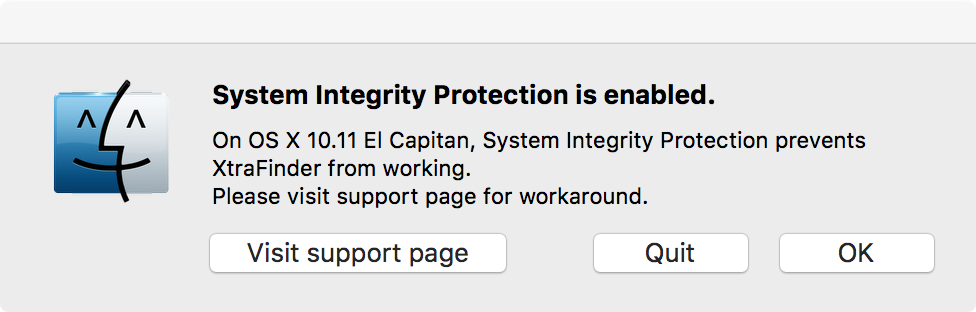 System Integrity Protection is enabled.
On OS X 10.11 El Capitan, System Integrity Protection prevents
XtraFinder from working.
Please visit support page for workaround.
Visit support page
Quit
OK